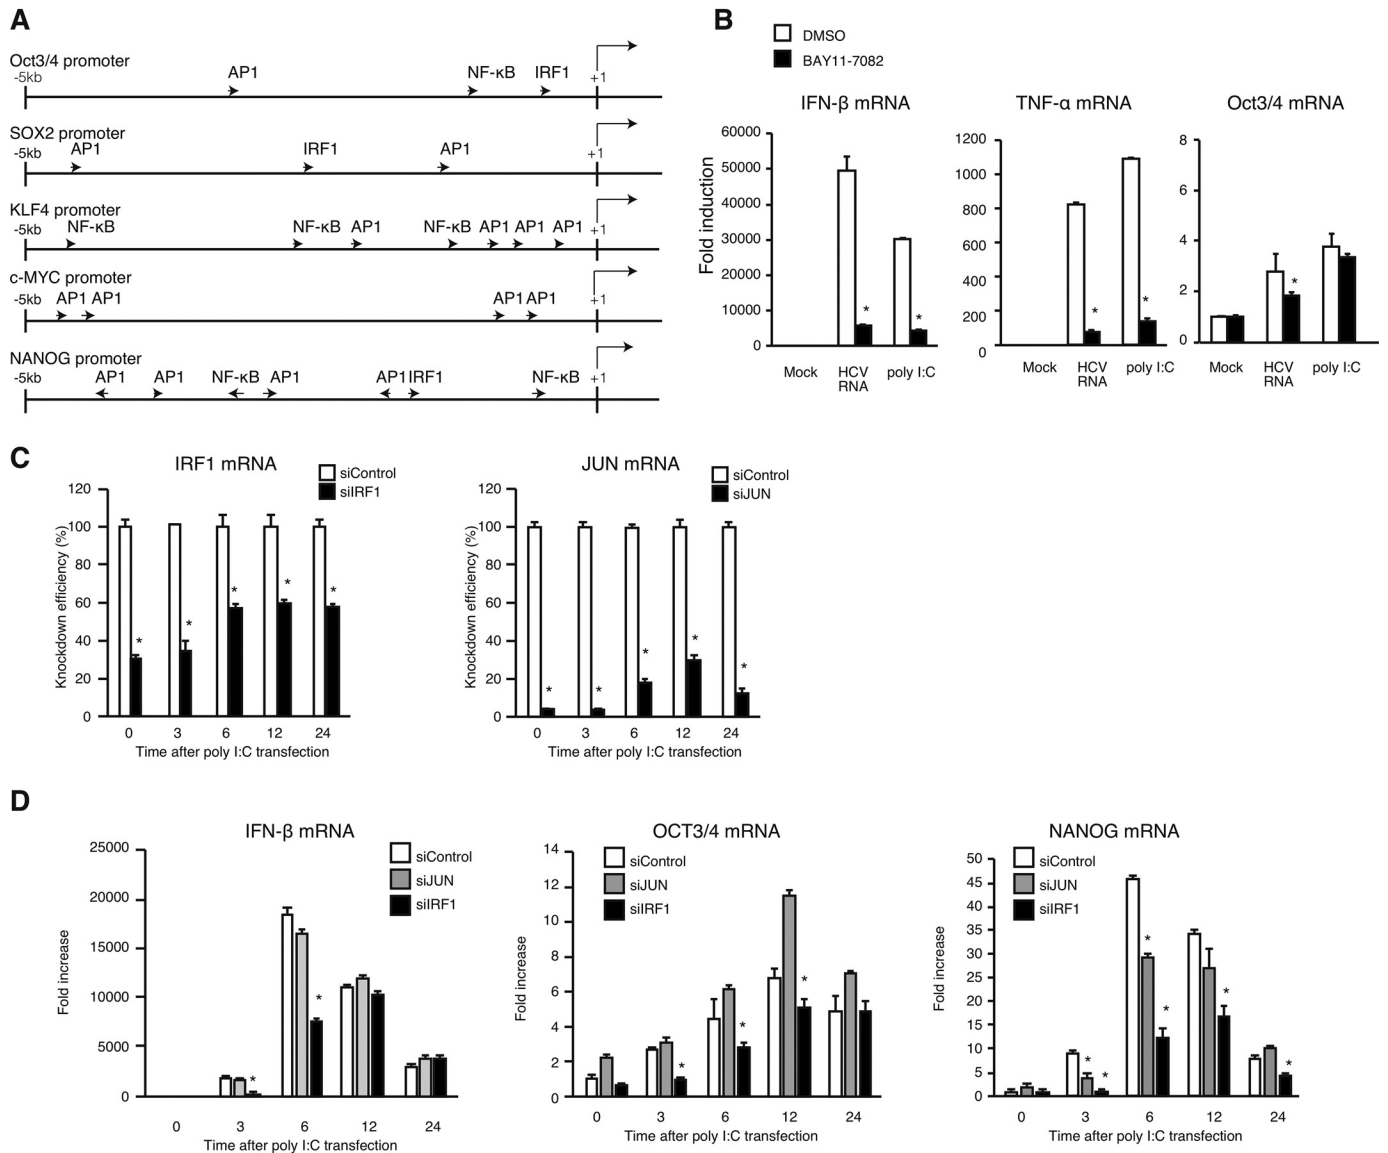 A
Oct3/4 promoter
-5kb
AP1 NF-κB IRF1 +1
SOX2 promoter
-5kb AP1 IRF1 AP1 +1
KLF4 promoter
-5kb NF-κB NF-κB AP1 NF-κB AP1 AP1 AP1 +1
c-MYC promoter
-5kb AP1 AP1 AP1 AP1 +1
NANOG promoter
-5kb AP1 AP1 NF-κB AP1 AP1 IRF1 NF-κB +1
B
DMSO
BAY11-7082
IFN-β mRNA
Fold induction
60000
50000
40000
30000
20000
10000
0
* *
Mock HCV RNA poly I:C
TNF-α mRNA
1200
1000
800
600
400
200
0
* *
Mock HCV RNA poly I:C
Oct3/4 mRNA
8
6
4
2
0
*
Mock HCV RNA poly I:C
C
IRF1 mRNA
siControl
siIRF1
Knockdown efficiency (%)
120
100
80
60
40
20
0
* * * * *
0 3 6 12 24
Time after poly I:C transfection
JUN mRNA
siControl
siJUN
Knockdown efficiency (%)
120
100
80
60
40
20
0
* * * * *
0 3 6 12 24
Time after poly I:C transfection
D
IFN-β mRNA
siControl
siJUN
siIRF1
Fold increase
25000
20000
15000
10000
5000
0
* *
0 3 6 12 24
Time after poly I:C transfection
OCT3/4 mRNA
siControl
siJUN
siIRF1
Fold increase
14
12
10
8
6
4
2
0
* * *
0 3 6 12 24
Time after poly I:C transfection
NANOG mRNA
siControl
siJUN
siIRF1
Fold increase
50
45
40
35
30
25
20
15
10
5
0
* * * * * *
0 3 6 12 24
Time after poly I:C transfection